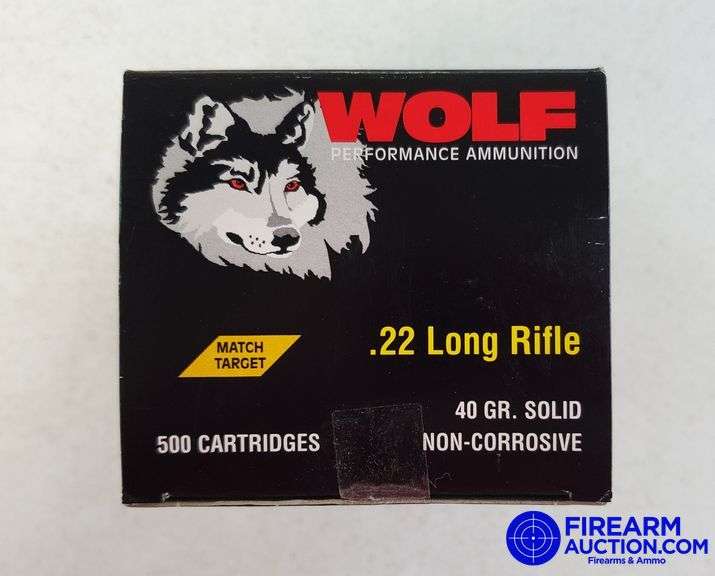 WOLF
PERFORMANCE AMMUNITION
MATCH
TARGET
.22 Long Rifle
40 GR. SOLID
500 CARTRIDGES
NON-CORROSIVE
FIREARM
AUCTION.COM
Firearms & Ammo